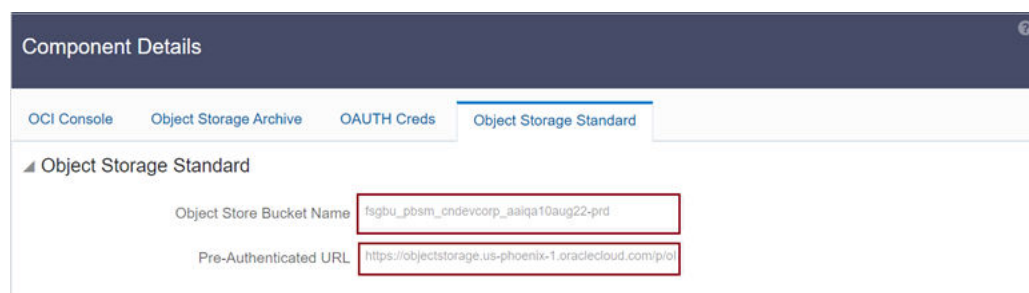 Component Details
OCI Console Object Storage Archive OAUTH Creds Object Storage Standard
Object Storage Standard
Object Store Bucket Name fsgbu_pbsm_cndevcorp_aaiqa10aug22-prd
Pre-Authenticated URL https://objectstorage.us-phoenix-1.oraclecloud.com/p/ol